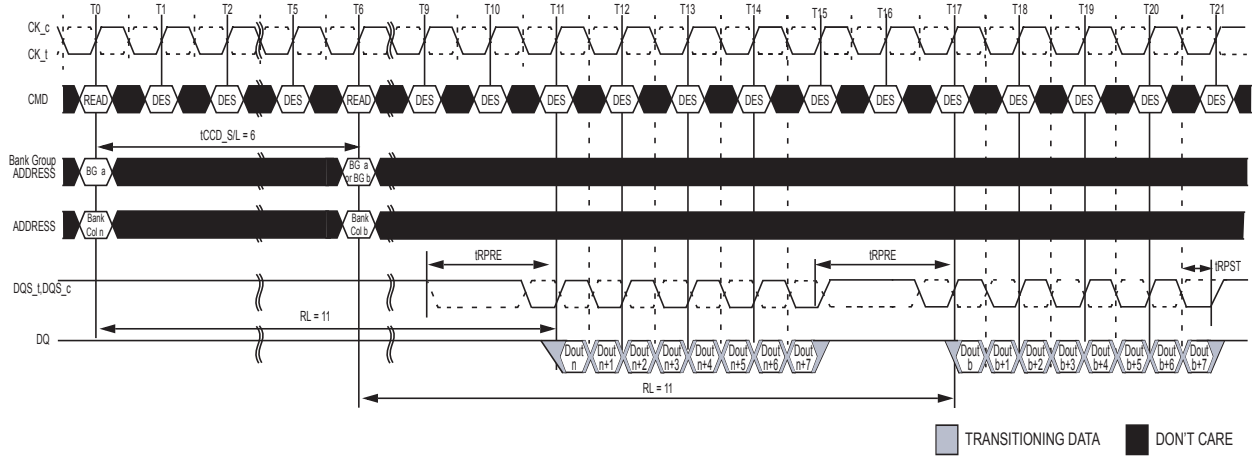 T0 T1 T2 T5 T6 T9 T10 T11 T12 T13 T14 T15 T16 T17 T18 T19 T20 T21
CK_c
CK_t
CMD READ DES DES DES READ DES DES DES DES DES DES DES DES DES DES DES DES DES
tCCD_S/L = 6
Bank Group
ADDRESS
BG a
BG a
or BG b
ADDRESS
Bank
Col n
Bank
Col b
tRPRE tRPRE tRPST
DQS_t,DQS_c
RL = 11
DQ
Dout
n
Dout
n+1
Dout
n+2
Dout
n+3
Dout
n+4
Dout
n+5
Dout
n+6
Dout
n+7
Dout
b
Dout
b+1
Dout
b+2
Dout
b+3
Dout
b+4
Dout
b+5
Dout
b+6
Dout
b+7
RL = 11
TRANSITIONING DATA DON'T CARE